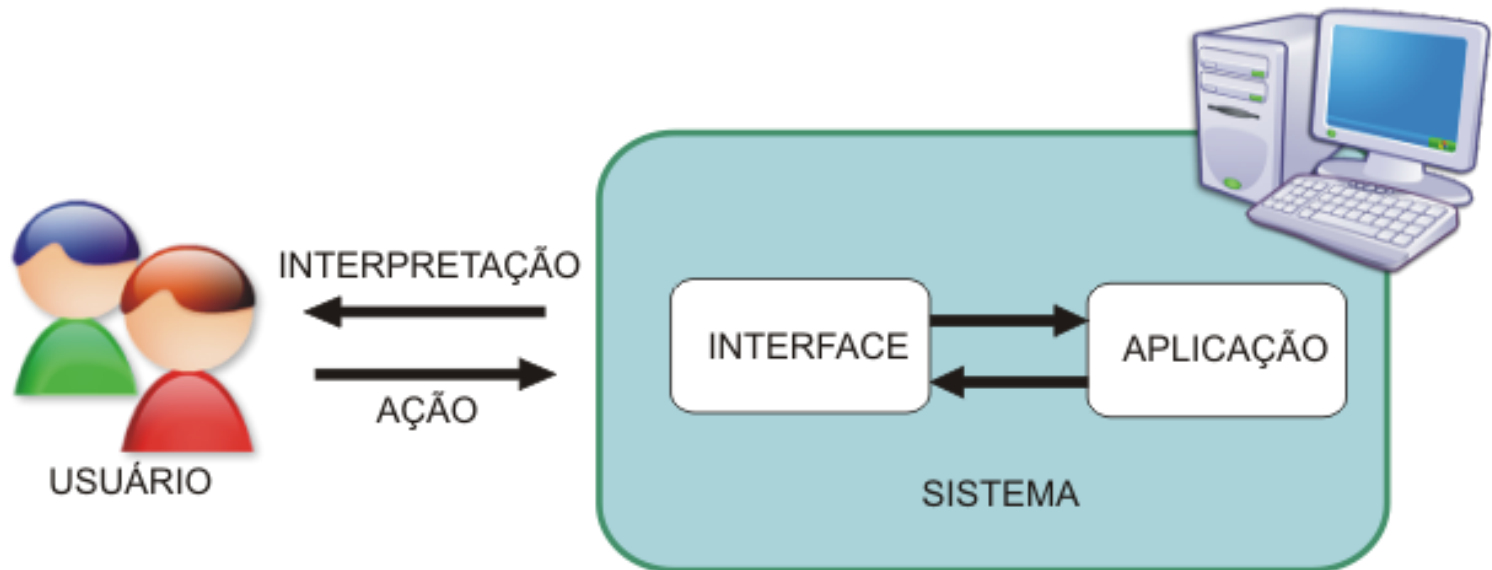 INTERPRETAÇÃO
AÇÃO
USUÁRIO
INTERFACE
APLICAÇÃO
SISTEMA